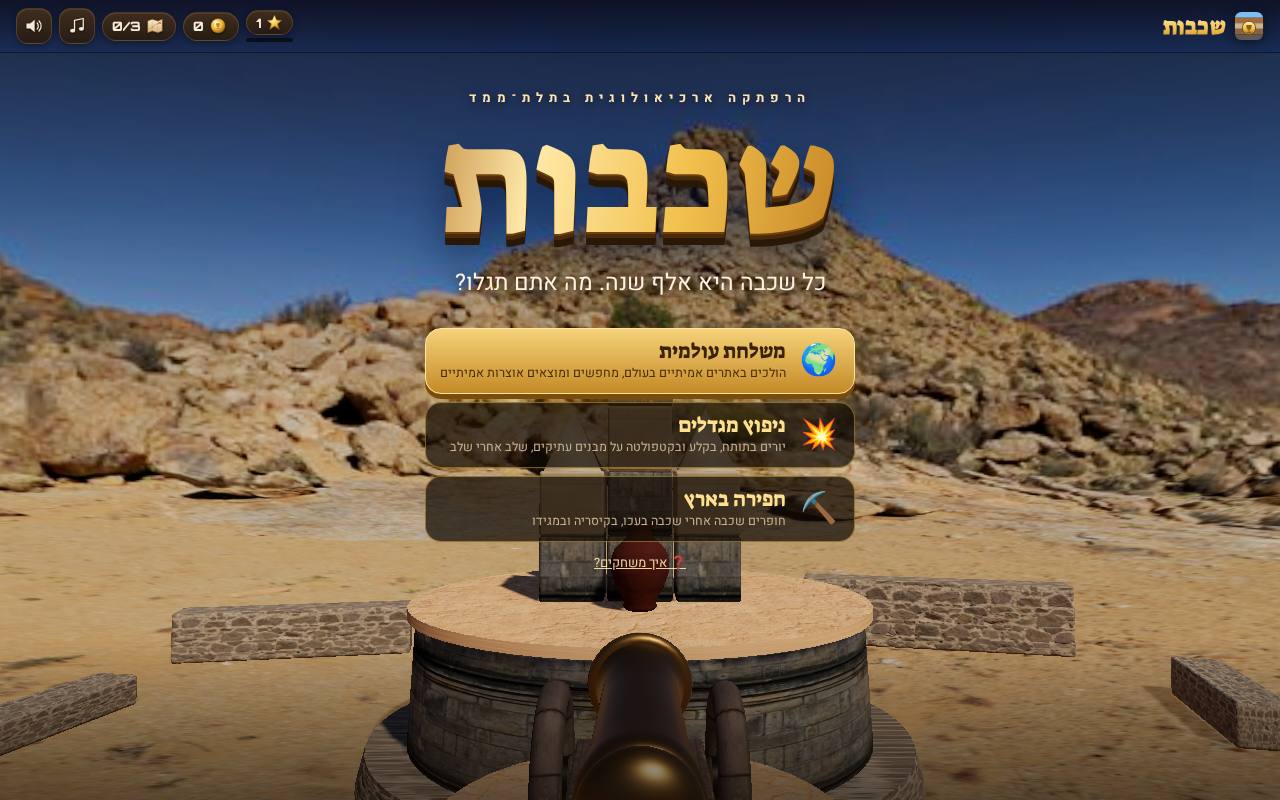 שכבות
1
0
0/3
הרפתקה ארכיאולוגית בתלת־ממד
שכבות
כל שכבה היא אלף שנה. מה אתם תגלו?
משלחת עולמית
הולכים באתרים אמיתיים בעולם, מחפשים ומוצאים אוצרות אמיתיים
ניפוץ מגדלים
יורים בתותח, בקלע ובקטפולטה על מבנים עתיקים, שלב אחרי שלב
חפירה בארץ
חופרים שכבה אחרי שכבה בעכו, בקיסריה ובמגידו
❓ איך משחקים?